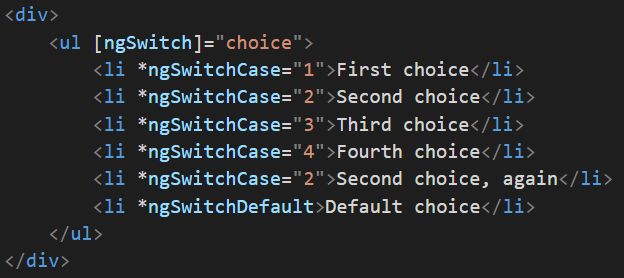 <div>
    <ul [ngSwitch]="choice">
        <li *ngSwitchCase="1">First choice</li>
        <li *ngSwitchCase="2">Second choice</li>
        <li *ngSwitchCase="3">Third choice</li>
        <li *ngSwitchCase="4">Fourth choice</li>
        <li *ngSwitchCase="2">Second choice, again</li>
        <li *ngSwitchDefault>Default choice</li>
    </ul>
</div>